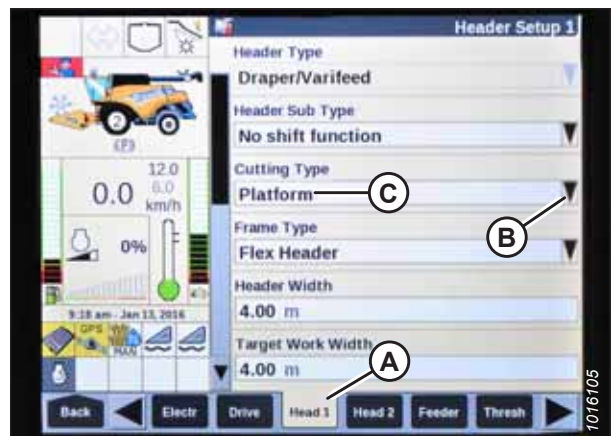 Header Setup 1
Header Type
Draper/Varifeed
Header Sub Type
No shift function
Cutting Type
Platform
C
B
Frame Type
Flex Header
Header Width
4.00 m
Target Work Width
4.00 m
A
2
(P)
12.0
0.0
6.0
km/h
0%
9:18 am - Jan 13, 2016
GPS
MAN
Back
Electr
Drive
Head 1
Head 2
Feeder
Thresh
1016105